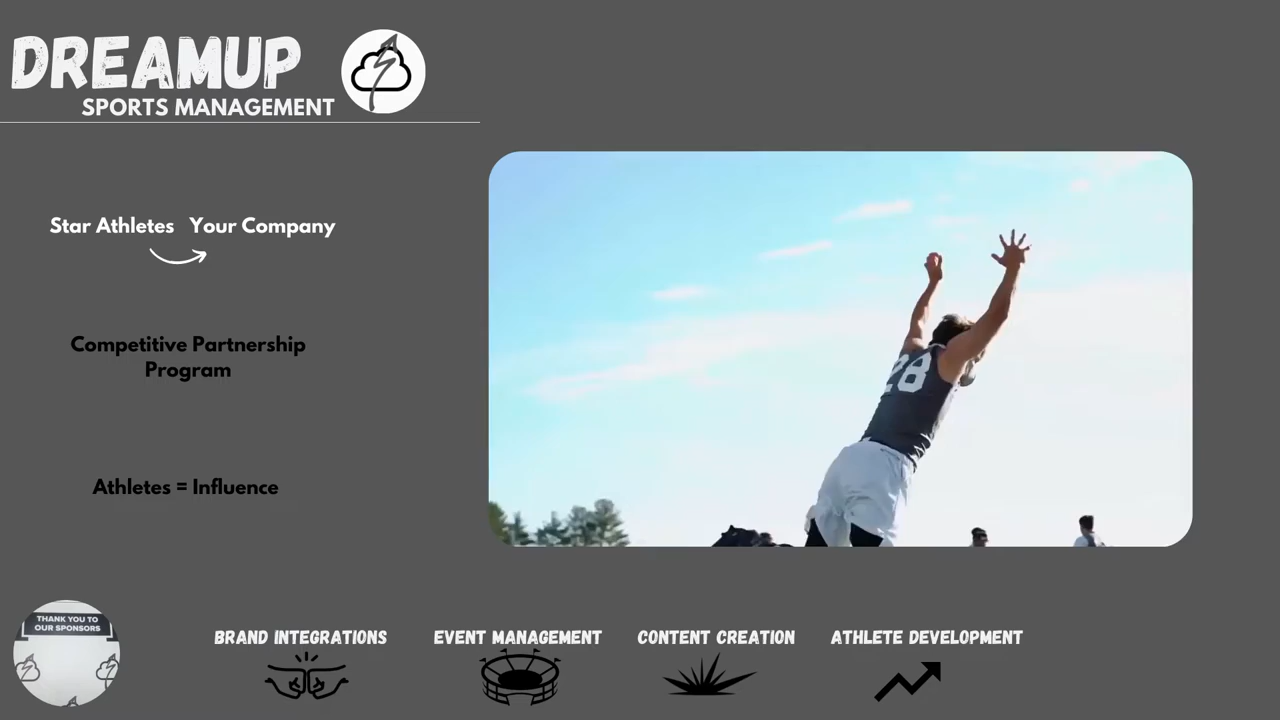 DREAMUP
SPORTS MANAGEMENT
Star Athletes Your Company
Competitive Partnership
Program
28
Athletes = Influence
THANK YOU TO
OUR SPONSORS
BRAND INTEGRATIONS
EVENT MANAGEMENT
CONTENT CREATION
ATHLETE DEVELOPMENT